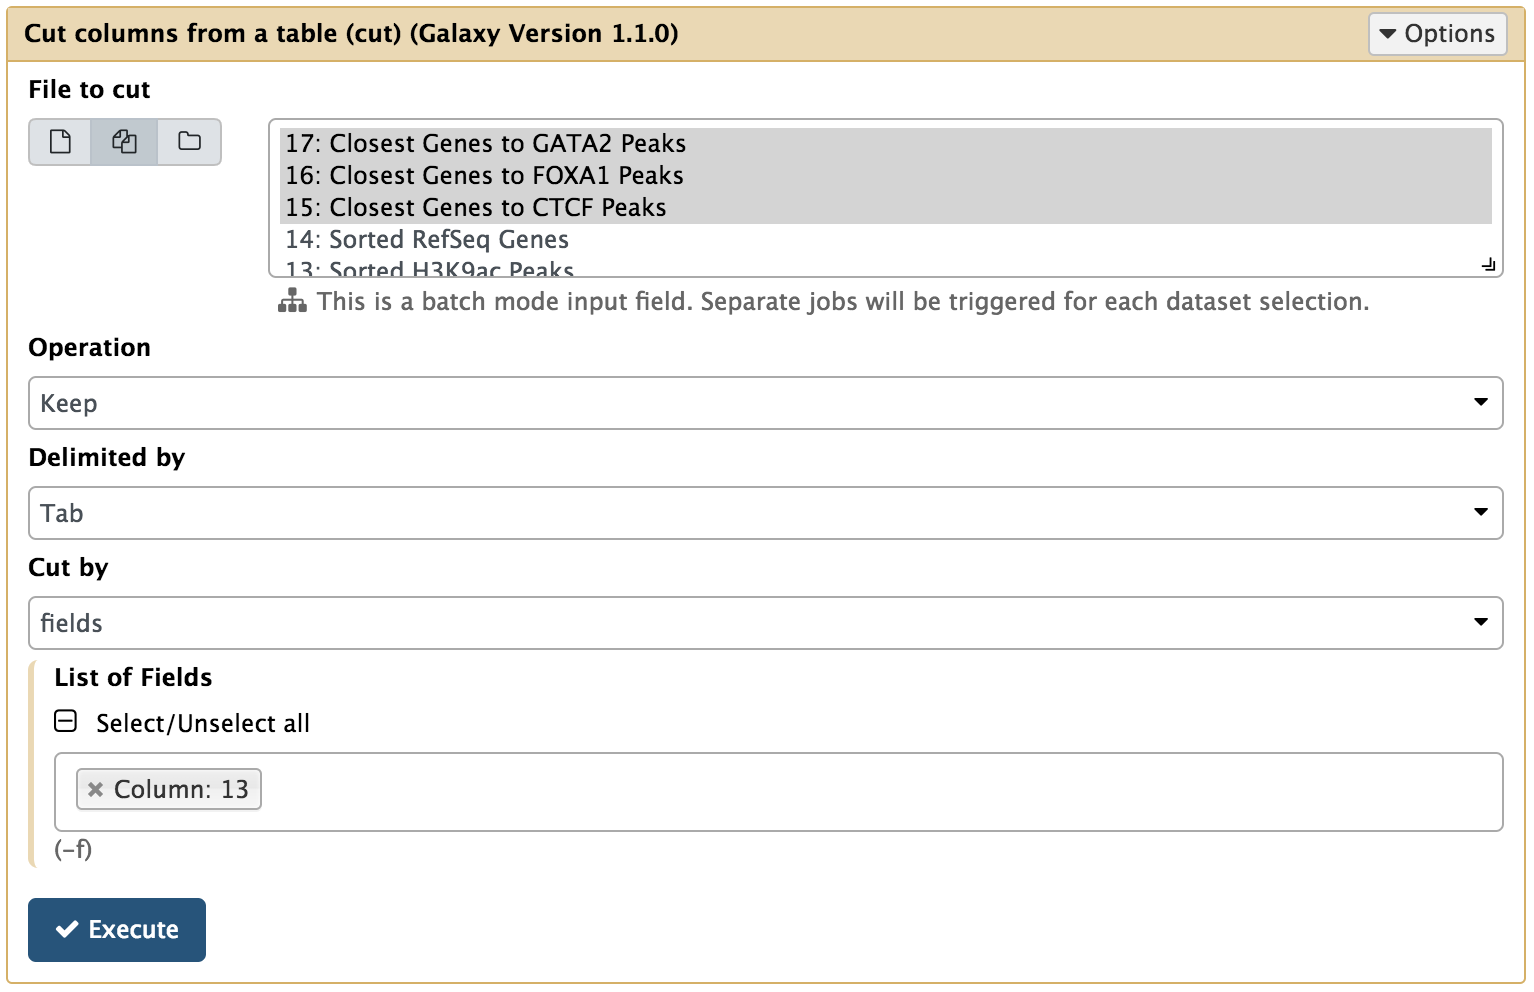 Cut columns from a table (cut) (Galaxy Version 1.1.0)
Options
File to cut
17: Closest Genes to GATA2 Peaks
16: Closest Genes to FOXA1 Peaks
15: Closest Genes to CTCF Peaks
14: Sorted RefSeq Genes
13: Sorted H3K9ac Peaks
This is a batch mode input field. Separate jobs will be triggered for each dataset selection.
Operation
Keep
Delimited by
Tab
Cut by
fields
List of Fields
Select/Unselect all
Column: 13
(-f)
Execute